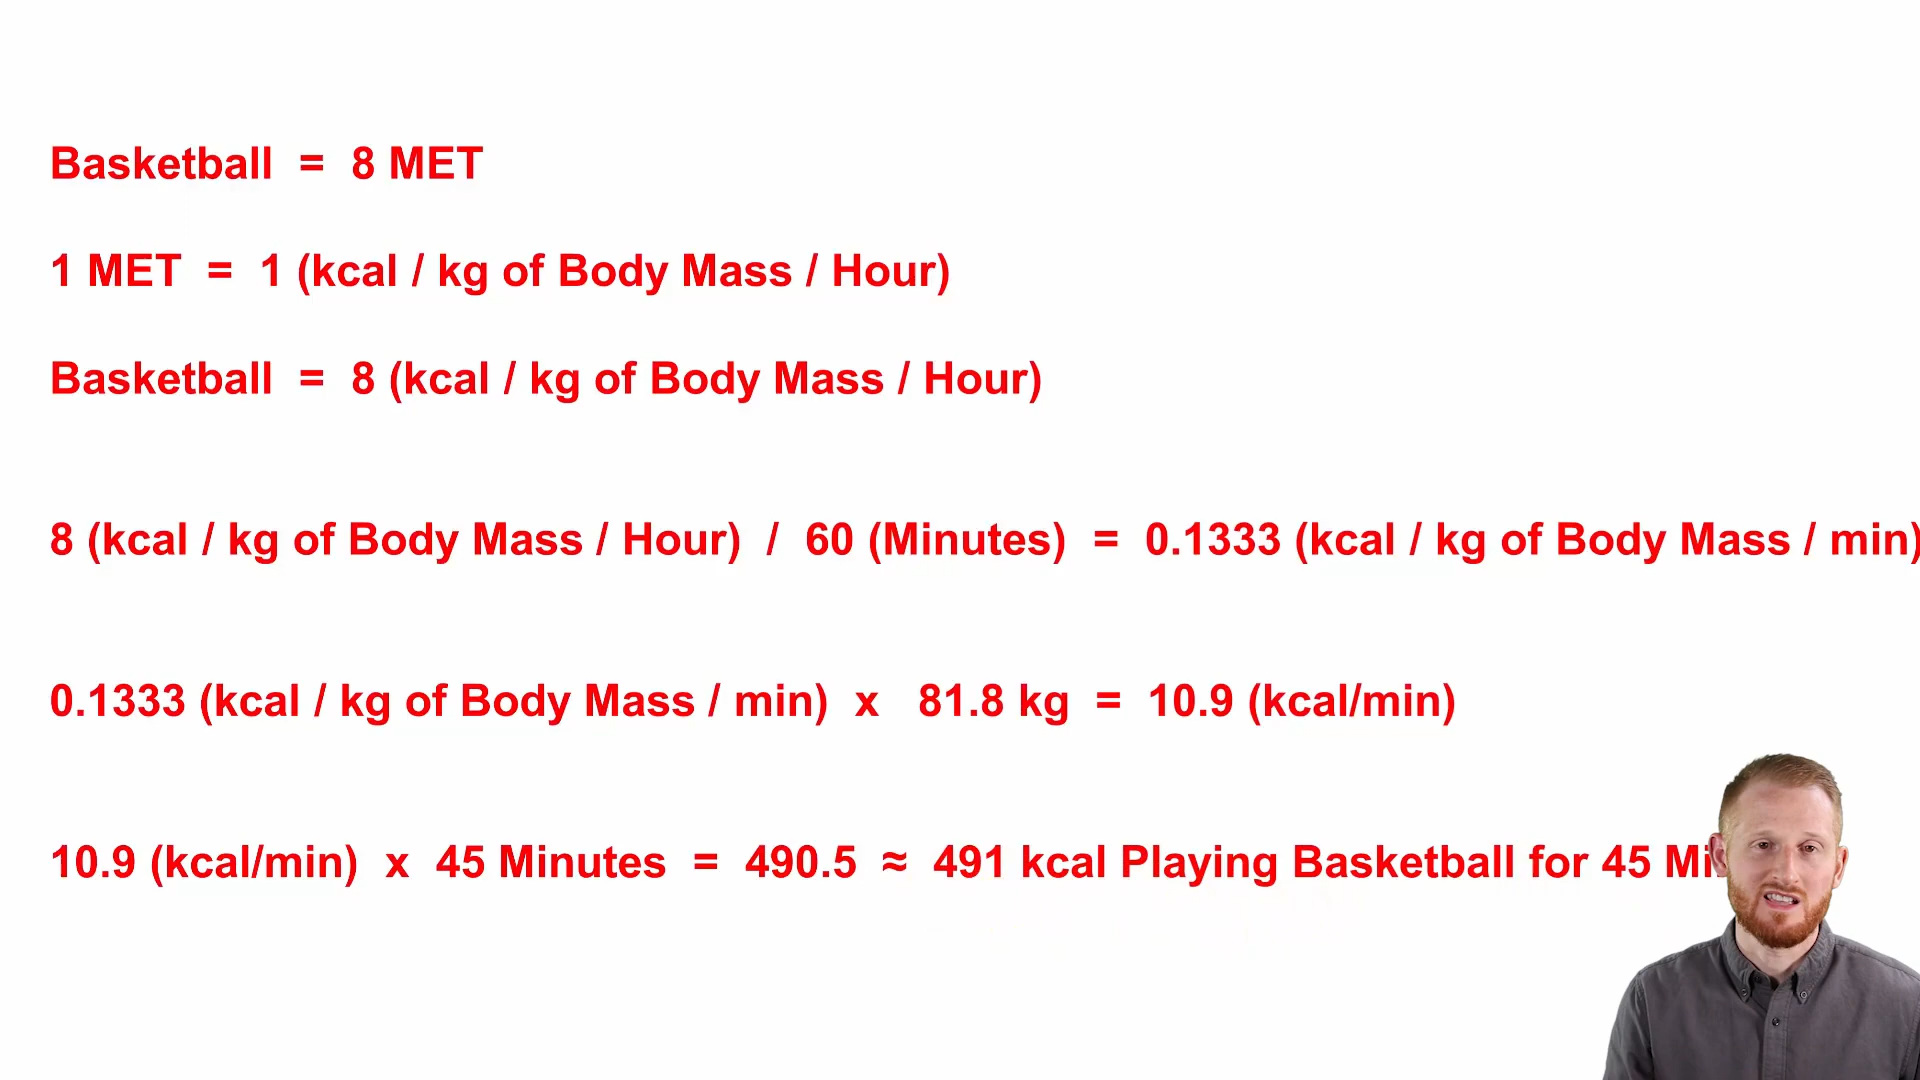 Basketball = 8 MET
1 MET = 1 (kcal / kg of Body Mass / Hour)
Basketball = 8 (kcal / kg of Body Mass / Hour)
8 (kcal / kg of Body Mass / Hour) / 60 (Minutes) = 0.1333 (kcal / kg of Body Mass / min)
0.1333 (kcal / kg of Body Mass / min) x 81.8 kg = 10.9 (kcal/min)
10.9 (kcal/min) x 45 Minutes = 490.5 ≈ 491 kcal Playing Basketball for 45